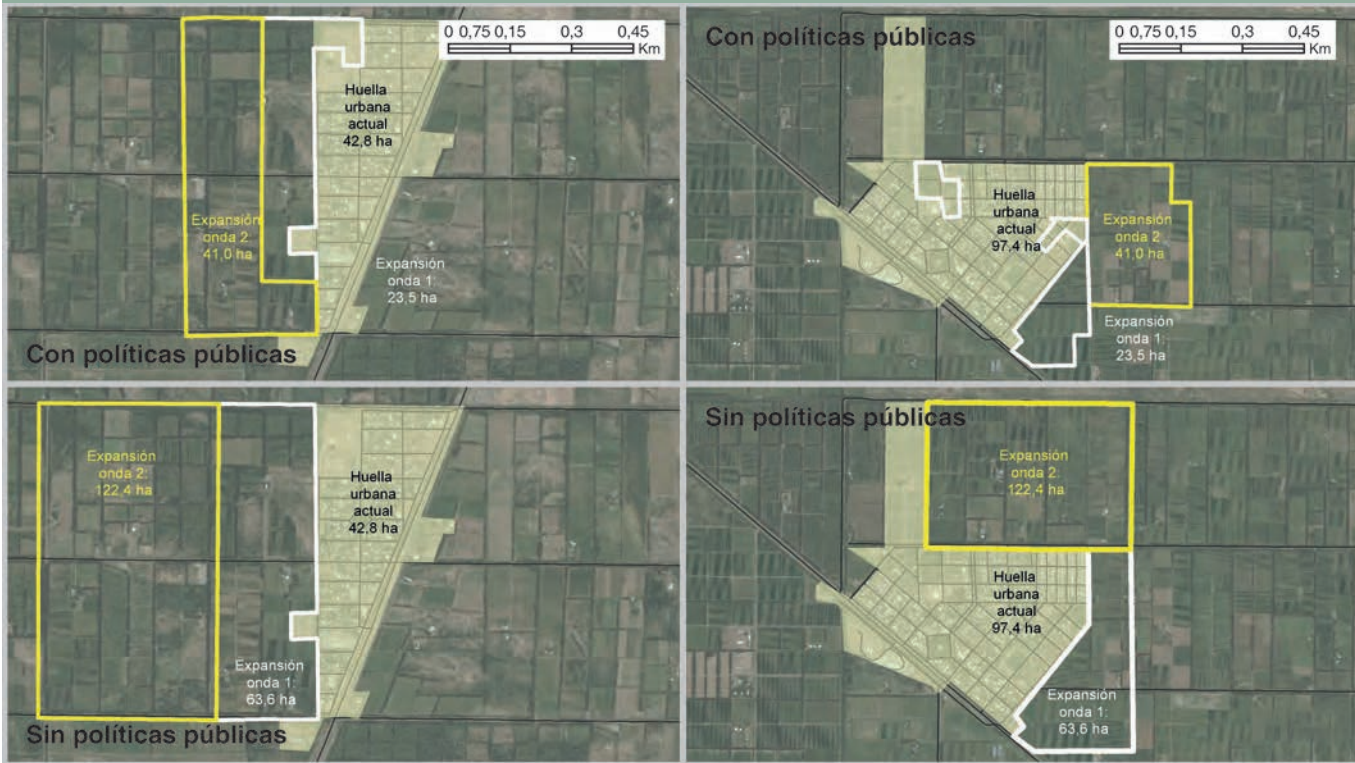 0 0,75 0,15 0,3 0,45
Km
Huella
urbana
actual
42,8 ha
Expansión
onda 2:
41,0 ha
Expansión
onda 1:
23,5 ha
Con políticas públicas
Con políticas públicas
0 0,75 0,15 0,3 0,45
Km
Huella
urbana
actual
97,4 ha
Expansión
onda 2
41,0 ha
Expansión
onda 1:
23,5 ha
Expansión
onda 2:
122,4 ha
Huella
urbana
actual
42,8 ha
Expansión
onda 1:
63,6 ha
Sin políticas públicas
Sin políticas públicas
Expansión
onda 2:
122,4 ha
Huella
urbana
actual
97,4 ha
Expansión
onda 1:
63,6 ha